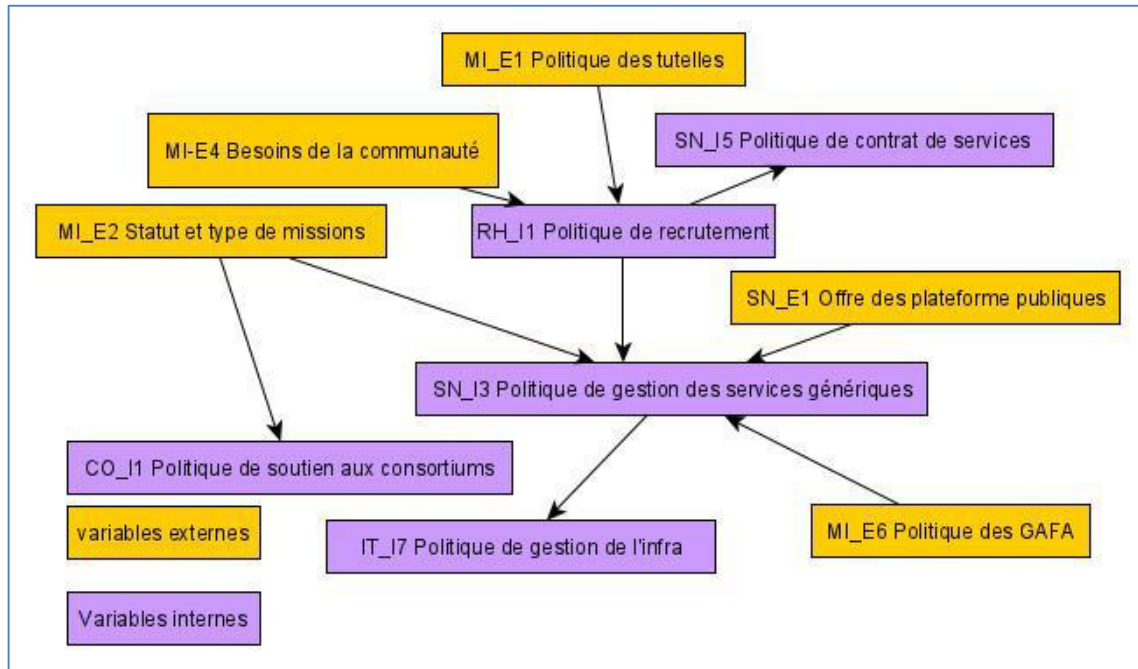 MI_E1 Politique des tutelles
SN_I5 Politique de contrat de services
MI-E4 Besoins de la communauté
MI_E2 Statut et type de missions
RH_I1 Politique de recrutement
SN_E1 Offre des plateforme publiques
SN_I3 Politique de gestion des services génériques
CO_I1 Politique de soutien aux consortiums
variables externes
IT_I7 Politique de gestion de l'infra
MI_E6 Politique des GAFA
Variables internes